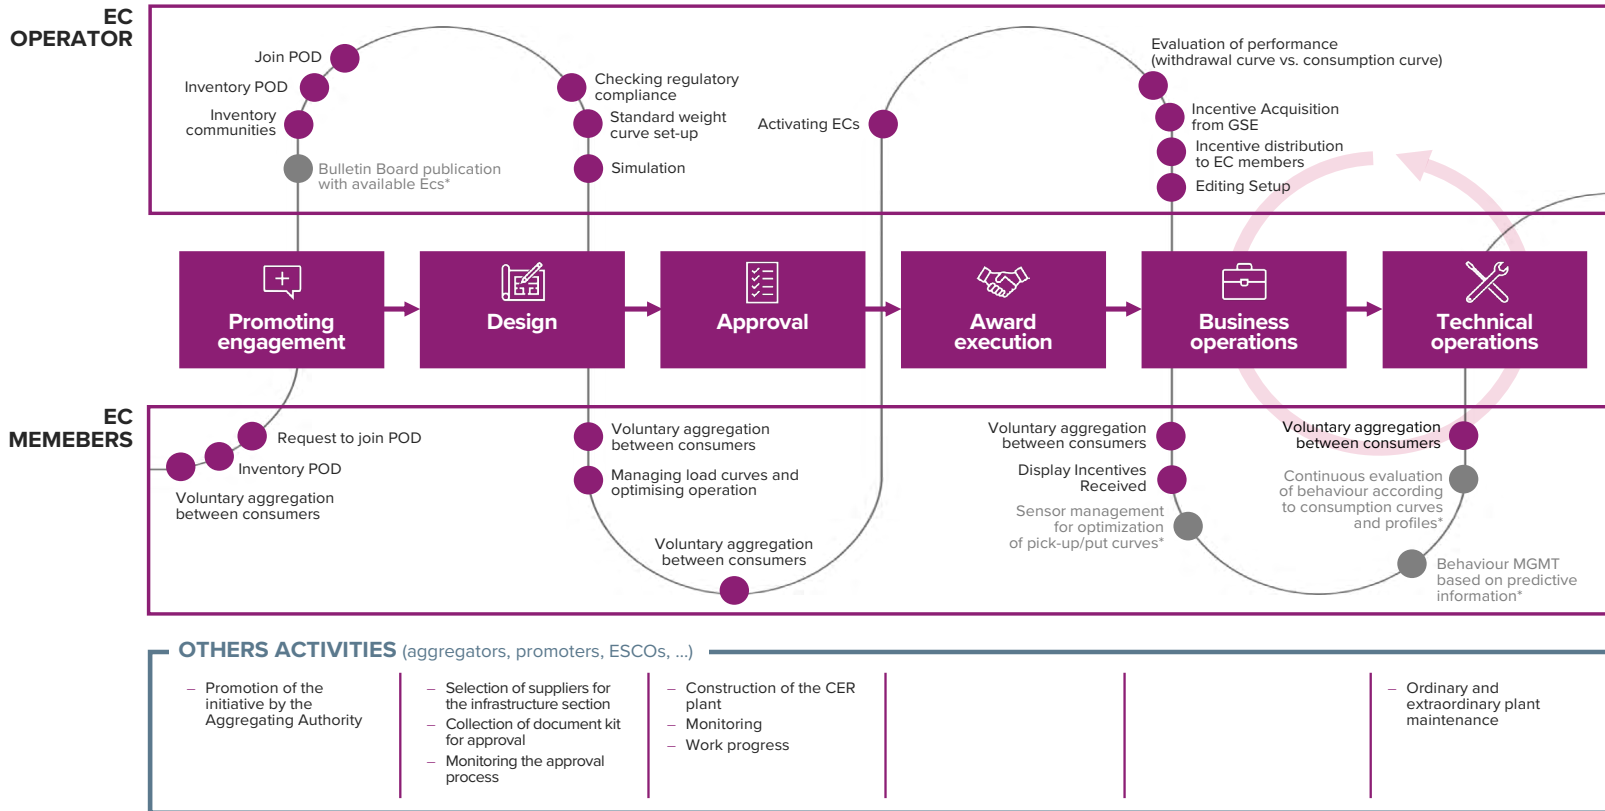 EC
OPERATOR
Join POD
Inventory POD
Inventory
communities
Bulletin Board publication
with available Ecs*
Checking regulatory
compliance
Standard weight
curve set-up
Simulation
Activating ECs
Evaluation of performance
(withdrawal curve vs. consumption curve)
Incentive Acquisition
from GSE
Incentive distribution
to EC members
Editing Setup
Promoting
engagement
Design
Approval
Award
execution
Business
operations
Technical
operations
EC
MEMEBERS
Request to join POD
Inventory POD
Voluntary aggregation
between consumers
Voluntary aggregation
between consumers
Managing load curves and
optimising operation
Voluntary aggregation
between consumers
Voluntary aggregation
between consumers
Display Incentives
Received
Sensor management
for optimization
of pick-up/put curves*
Voluntary aggregation
between consumers
Continuous evaluation
of behaviour according
to consumption curves
and profiles*
Behaviour MGMT
based on predictive
information*
OTHERS ACTIVITIES (aggregators, promoters, ESCOs, ...)
– Promotion of the
initiative by the
Aggregating Authority
– Selection of suppliers for
the infrastructure section
– Collection of document kit
for approval
– Monitoring the approval
process
– Construction of the CER
plant
– Monitoring
– Work progress
– Ordinary and
extraordinary plant
maintenance